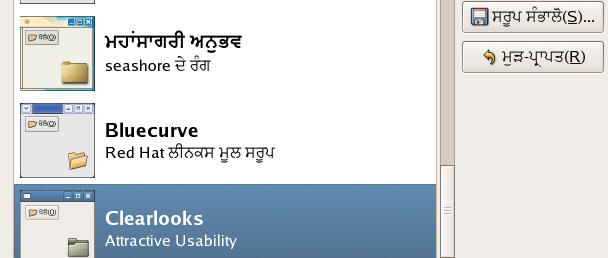 ਮਹਾਂਸਾਗਰੀ ਅਨੁਭਵ
seashore ਦੇ ਰੰਗ
Bluecurve
Red Hat ਲੀਨਕਸ ਮੂਲ ਸਰੂਪ
Clearlooks
Attractive Usability
ਸਰੂਪ ਸੰਭਾਲੋ(S)...
ਮੁੜ-ਪ੍ਰਾਪਤ(R)